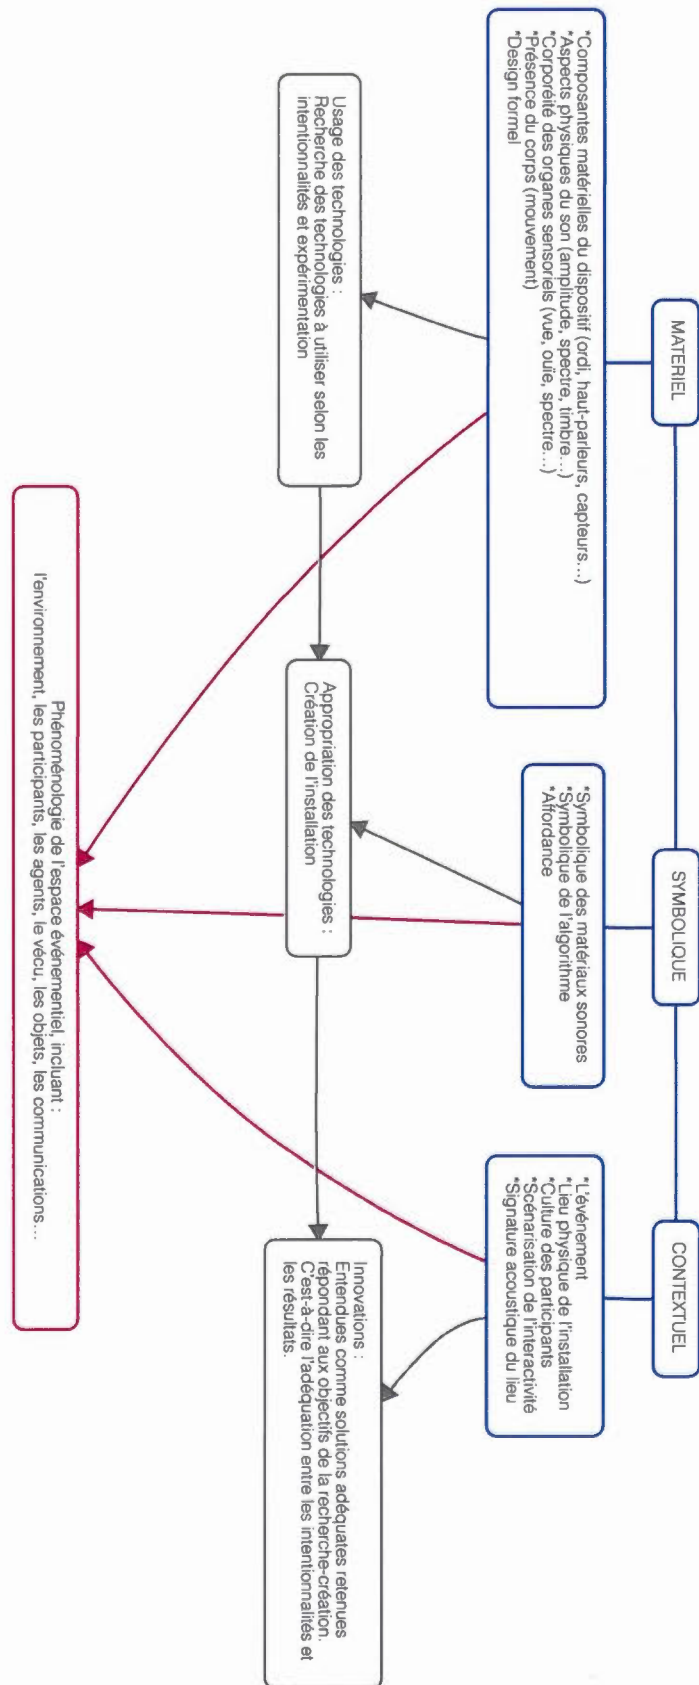 MATERIEL
SYMBOLIQUE
CONTEXTUEL
*Composantes matérielles du dispositif (ordi, haut-parleurs, capteurs...)
*Aspects physiques du son (amplitude, spectre, timbre...)
*Corporéité des organes sensoriels (vue, ouïe, spectre...)
*Présence du corps (mouvement)
*Design formel
*Symbolique des matériaux sonores
*Symbolique de l'algorithme
*Affordance
*L'événement
*Lieu physique de l'installation
*Culture des participants
*Scénarisation de l'interactivité
*Signature acoustique du lieu
Usage des technologies :
Recherche des technologies à utiliser selon les
intentionnalités et expérimentation
Appropriation des technologies :
Création de l'installation
Innovations :
Entendues comme solutions adéquates retenues
répondant aux objectifs de la recherche-création.
C'est-à-dire l'adéquation entre les intentionnalités et
les résultats.
Phénoménologie de l'espace événementiel, incluant :
l'environnement, les participants, les agents, le vécu, les objets, les communications...